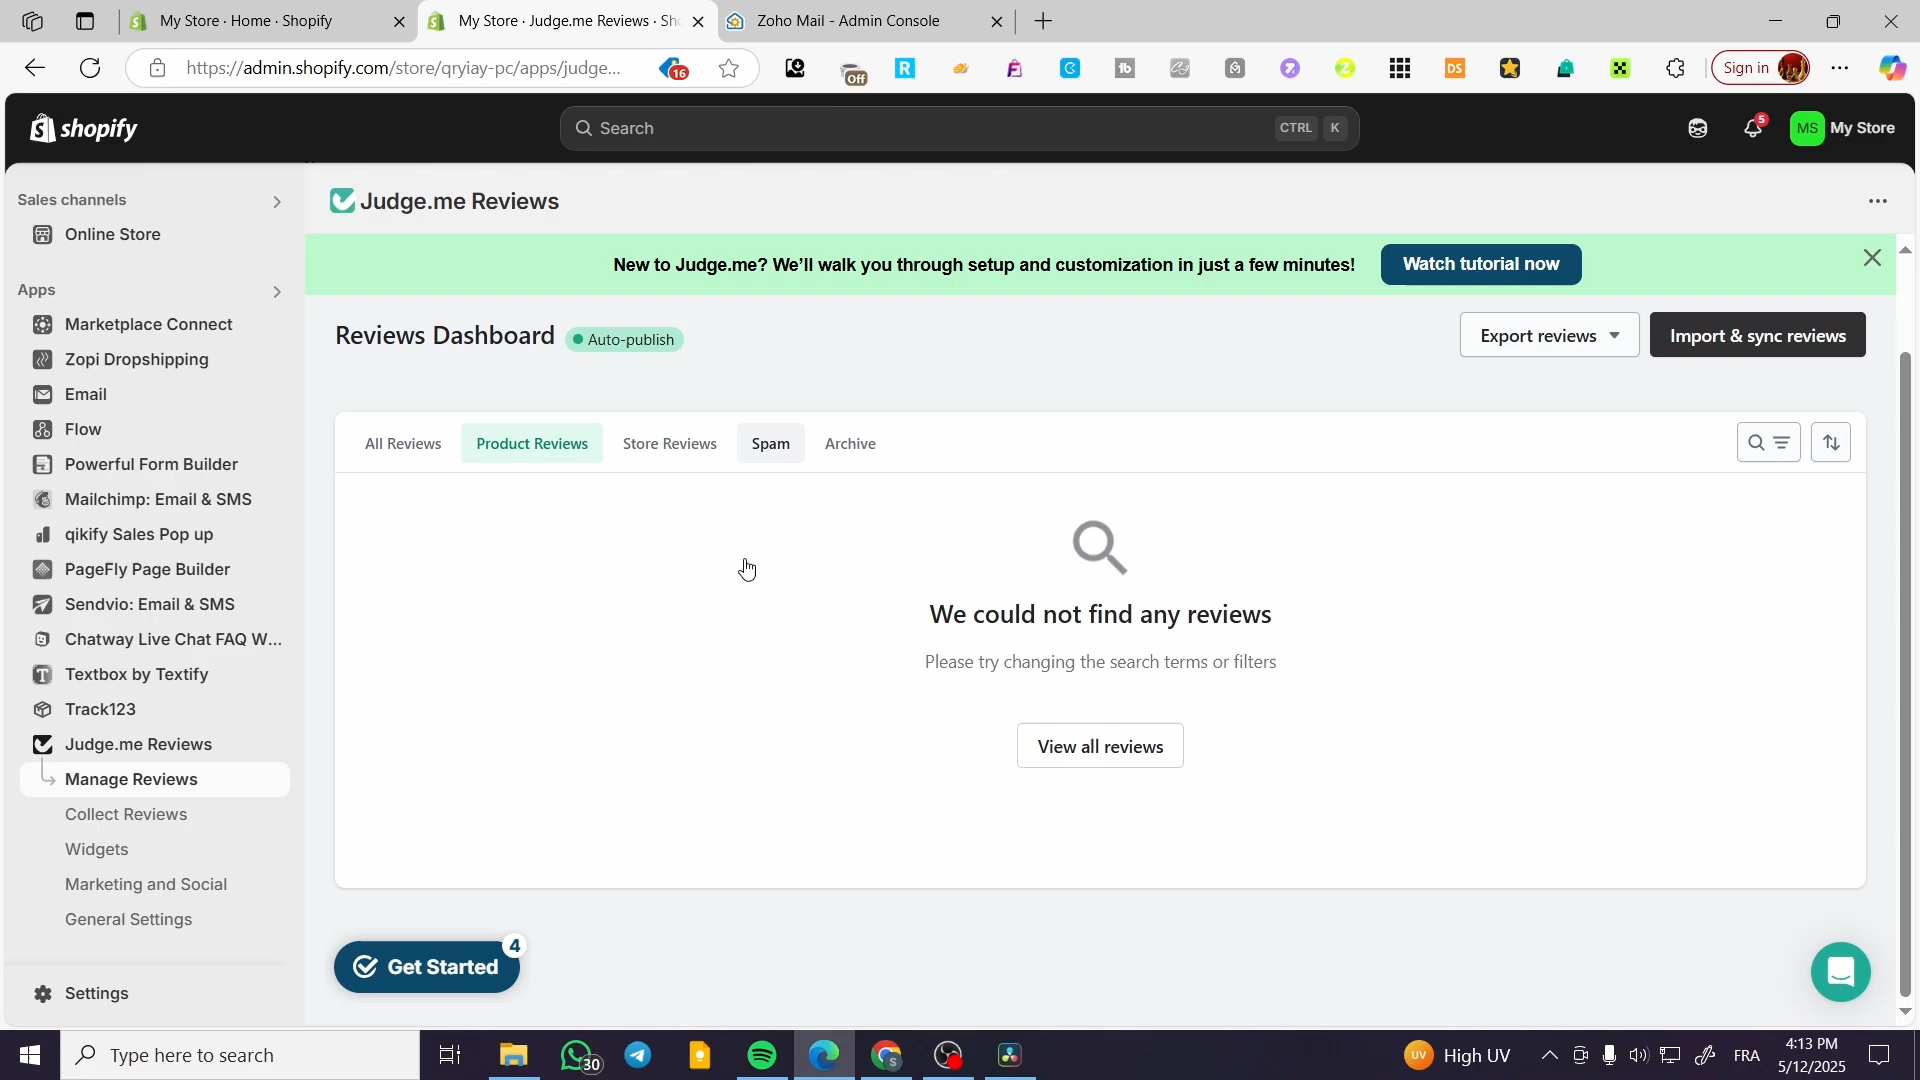 My Store · Home · Shopify
My Store · Judge.me Reviews · Sh
Zoho Mail - Admin Console
https://admin.shopify.com/store/qryiay-pc/apps/judge...
16
Off
R
tb
DS
Sign in
shopify
Search
CTRL K
5
MS My Store
Sales channels
Online Store
Apps
Marketplace Connect
Zopi Dropshipping
Email
Flow
Powerful Form Builder
Mailchimp: Email & SMS
qikify Sales Pop up
PageFly Page Builder
Sendvio: Email & SMS
Chatway Live Chat FAQ W...
Textbox by Textify
Track123
Judge.me Reviews
Manage Reviews
Collect Reviews
Widgets
Marketing and Social
General Settings
Settings
Judge.me Reviews
New to Judge.me? We'll walk you through setup and customization in just a few minutes! Watch tutorial now
Reviews Dashboard Auto-publish
Export reviews Import & sync reviews
All Reviews Product Reviews Store Reviews Spam Archive
We could not find any reviews
Please try changing the search terms or filters
View all reviews
Get Started 4
Type here to search
30
S
UV High UV
FRA
4:13 PM
5/12/2025